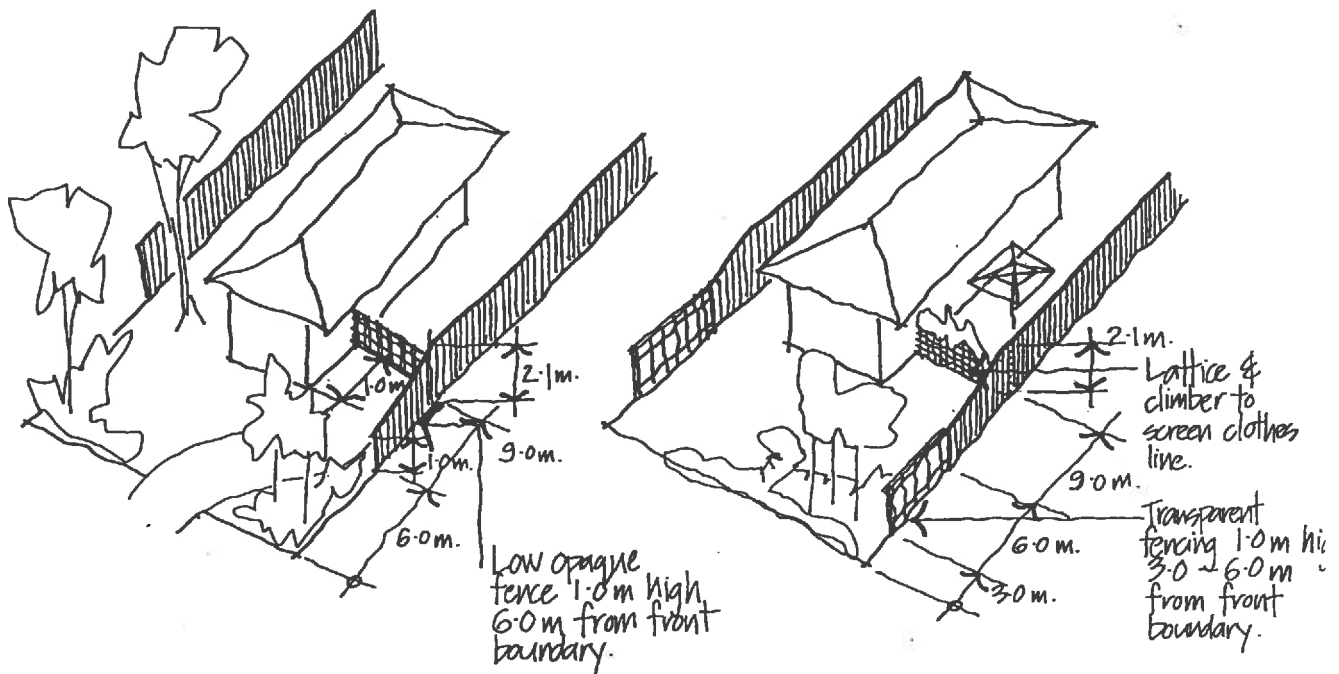 1.0m
2.1m.
1.0m.
9.0m.
6.0m.
Low opaque
fence 1.0m high
6.0m from front
boundary.
2.1m.
Lattice &
climber to
screen clothes
line.
9.0m.
6.0m.
3.0m.
Transparent
fencing 1.0m hi
3.0 - 6.0m
from front
boundary.